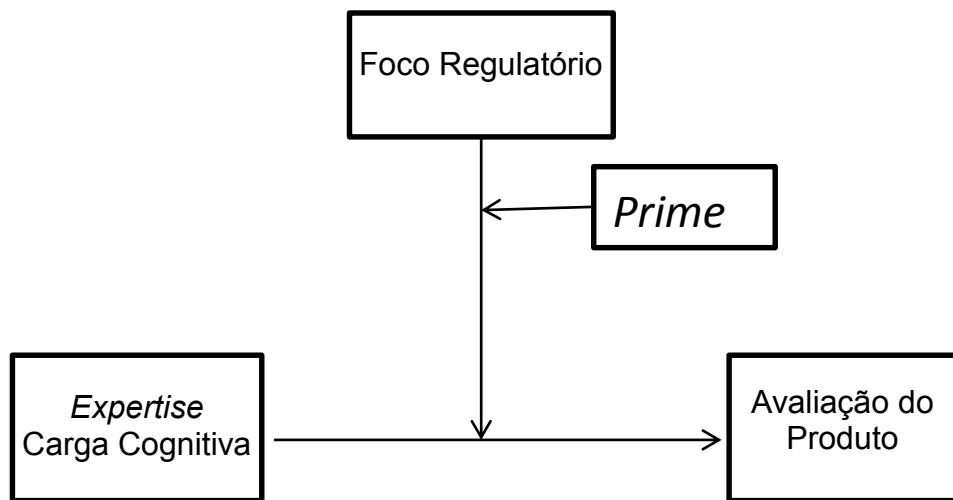 Foco Regulatório
Prime
Expertise
Carga Cognitiva
Avaliação do
Produto